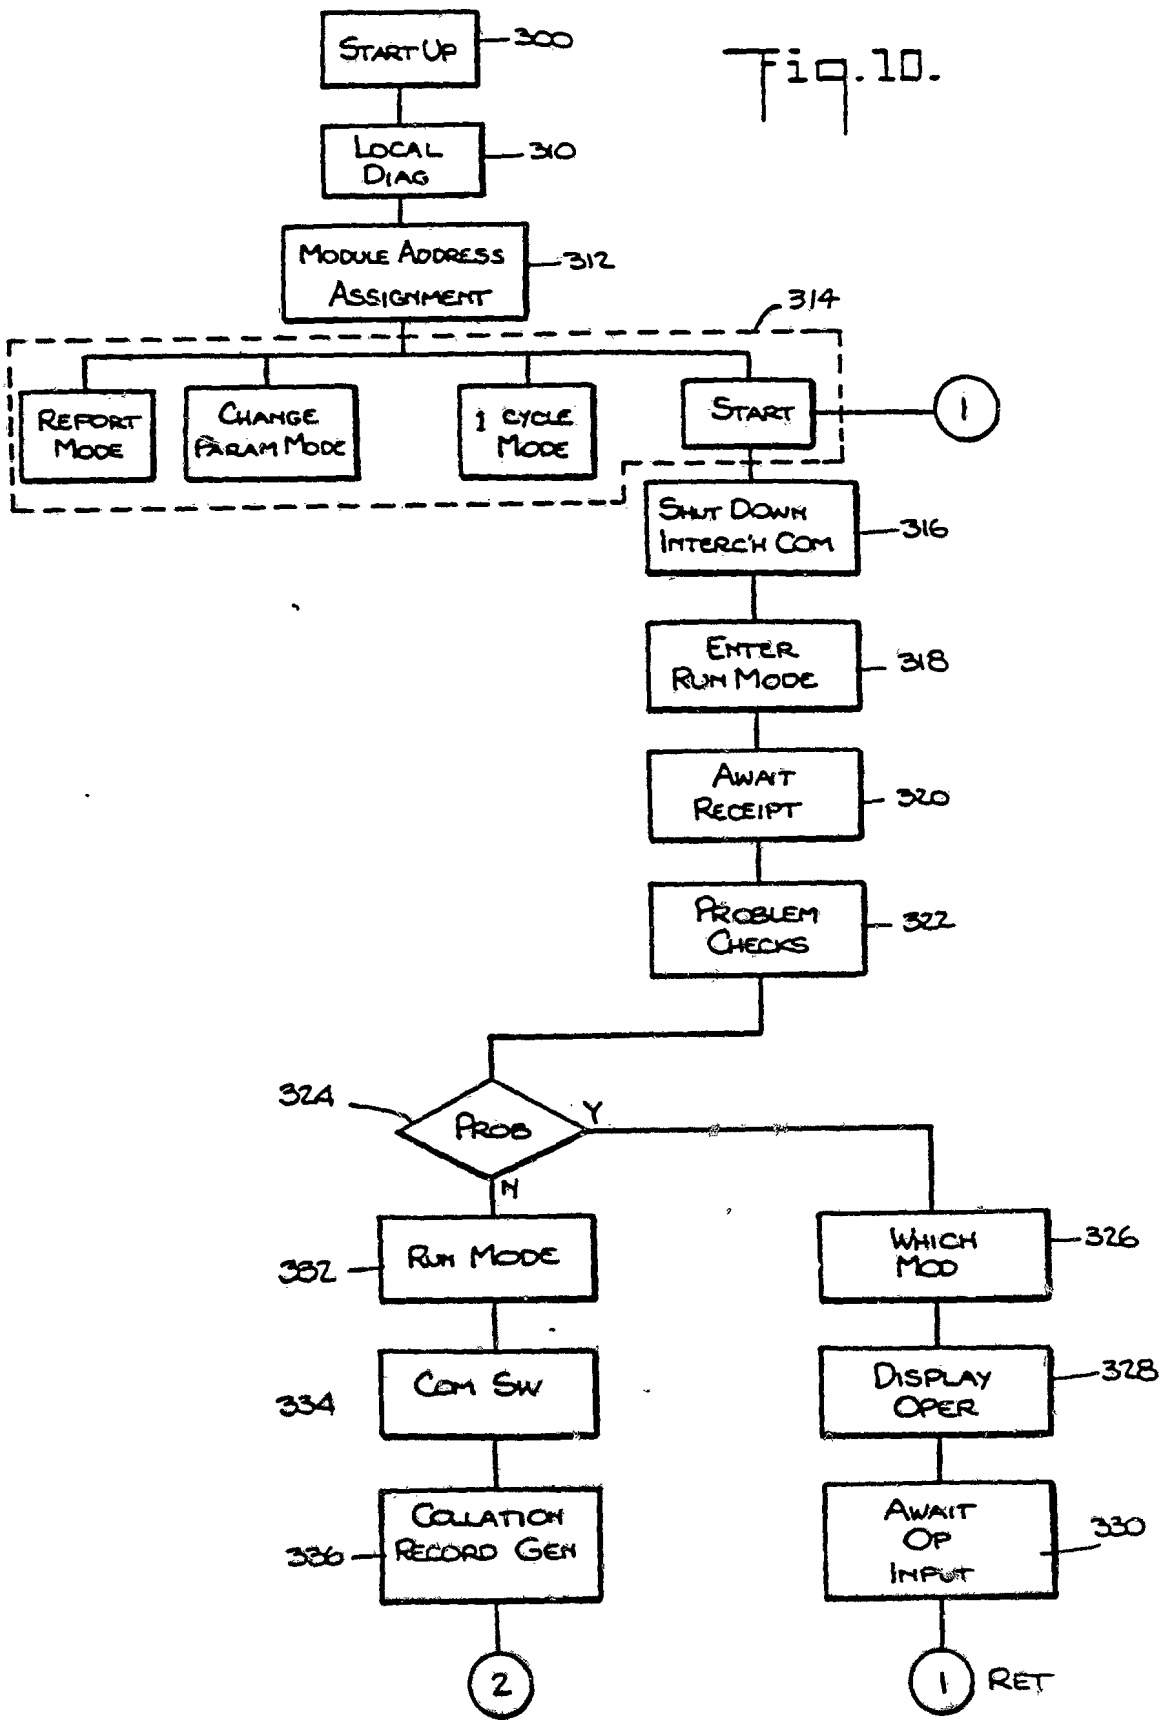 START UP
300
Fig.10.
LOCAL
DIAG
310
MODULE ADDRESS
ASSIGNMENT
312
314
REPORT
MODE
CHANGE
PARAM MODE
1 CYCLE
MODE
START
1
SHUT DOWN
INTERC'N COM
316
ENTER
RUN MODE
318
AWAIT
RECEIPT
320
PROBLEM
CHECKS
322
324
PROB
Y
N
RUN MODE
332
WHICH
MOD
326
COM SW
334
DISPLAY
OPER
328
COLLATION
RECORD GEN
336
AWAIT
OP
INPUT
330
2
1
RET